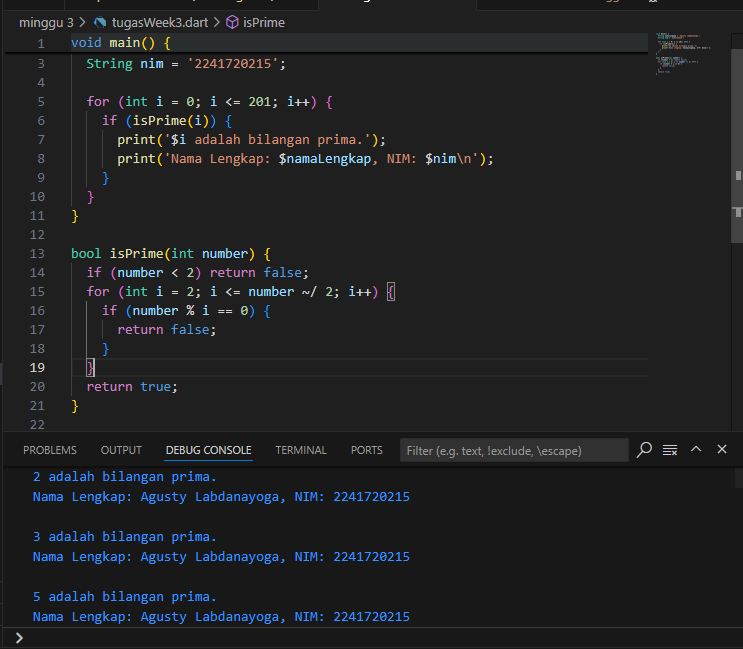 minggu 3 > tugasWeek3.dart > isPrime
1 void main() {
3 String nim = '2241720215';
4
5 for (int i = 0; i <= 201; i++) {
6 if (isPrime(i)) {
7 print('$i adalah bilangan prima.');
8 print('Nama Lengkap: $namaLengkap, NIM: $nim\n');
9 }
10 }
11 }
12
13 bool isPrime(int number) {
14 if (number < 2) return false;
15 for (int i = 2; i <= number ~/ 2; i++) {
16 if (number % i == 0) {
17 return false;
18 }
19 }
20 return true;
21 }
22
PROBLEMS OUTPUT DEBUG CONSOLE TERMINAL PORTS Filter (e.g. text, !exclude, \escape)
2 adalah bilangan prima.
Nama Lengkap: Agusty Labdanayoga, NIM: 2241720215
3 adalah bilangan prima.
Nama Lengkap: Agusty Labdanayoga, NIM: 2241720215
5 adalah bilangan prima.
Nama Lengkap: Agusty Labdanayoga, NIM: 2241720215
>